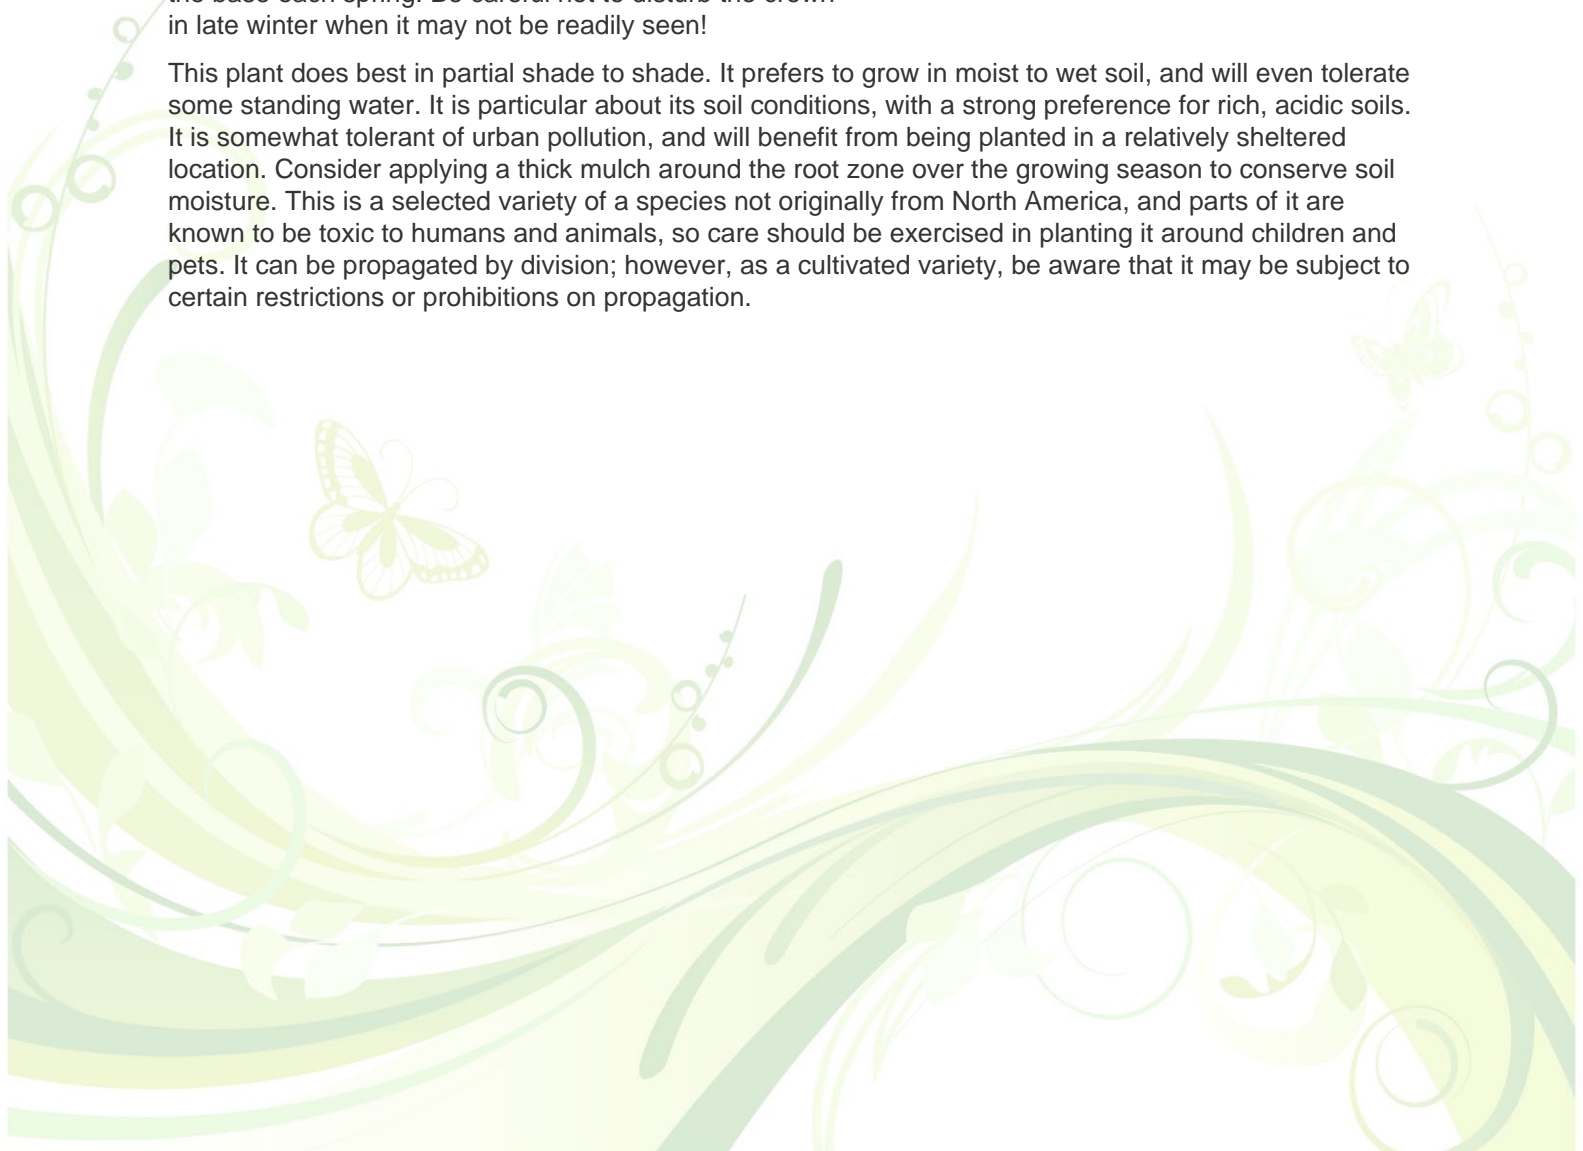 in late winter when it may not be readily seen!
This plant does best in partial shade to shade. It prefers to grow in moist to wet soil, and will even tolerate
some standing water. It is particular about its soil conditions, with a strong preference for rich, acidic soils.
It is somewhat tolerant of urban pollution, and will benefit from being planted in a relatively sheltered
location. Consider applying a thick mulch around the root zone over the growing season to conserve soil
moisture. This is a selected variety of a species not originally from North America, and parts of it are
known to be toxic to humans and animals, so care should be exercised in planting it around children and
pets. It can be propagated by division; however, as a cultivated variety, be aware that it may be subject to
certain restrictions or prohibitions on propagation.